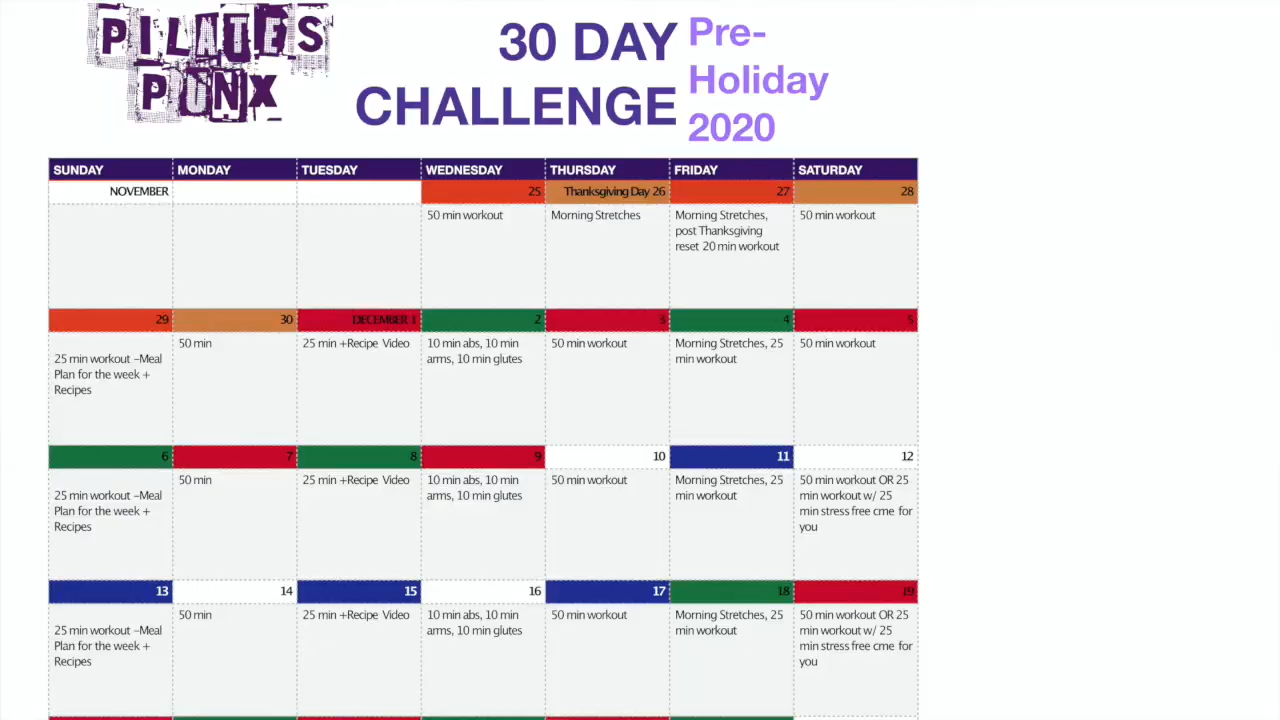 PILATES
PUNX
30 DAY
CHALLENGE
Pre-
Holiday
2020
SUNDAY MONDAY TUESDAY WEDNESDAY THURSDAY FRIDAY SATURDAY
NOVEMBER 25 Thanksgiving Day 26 27 28
50 min workout
Morning Stretches
Morning Stretches,
post Thanksgiving
reset 20 min workout
50 min workout
29 30 DECEMBER 1 2 3 4 5
25 min workout –Meal
Plan for the week +
Recipes
50 min
25 min +Recipe Video
10 min abs, 10 min
arms, 10 min glutes
50 min workout
Morning Stretches, 25
min workout
50 min workout
6 7 8 9 10 11 12
25 min workout –Meal
Plan for the week +
Recipes
50 min
25 min +Recipe Video
10 min abs, 10 min
arms, 10 min glutes
50 min workout
Morning Stretches, 25
min workout
50 min workout OR 25
min workout w/ 25
min stress free cme for
you
13 14 15 16 17 18 19
25 min workout –Meal
Plan for the week +
Recipes
50 min
25 min +Recipe Video
10 min abs, 10 min
arms, 10 min glutes
50 min workout
Morning Stretches, 25
min workout
50 min workout OR 25
min workout w/ 25
min stress free cme for
you